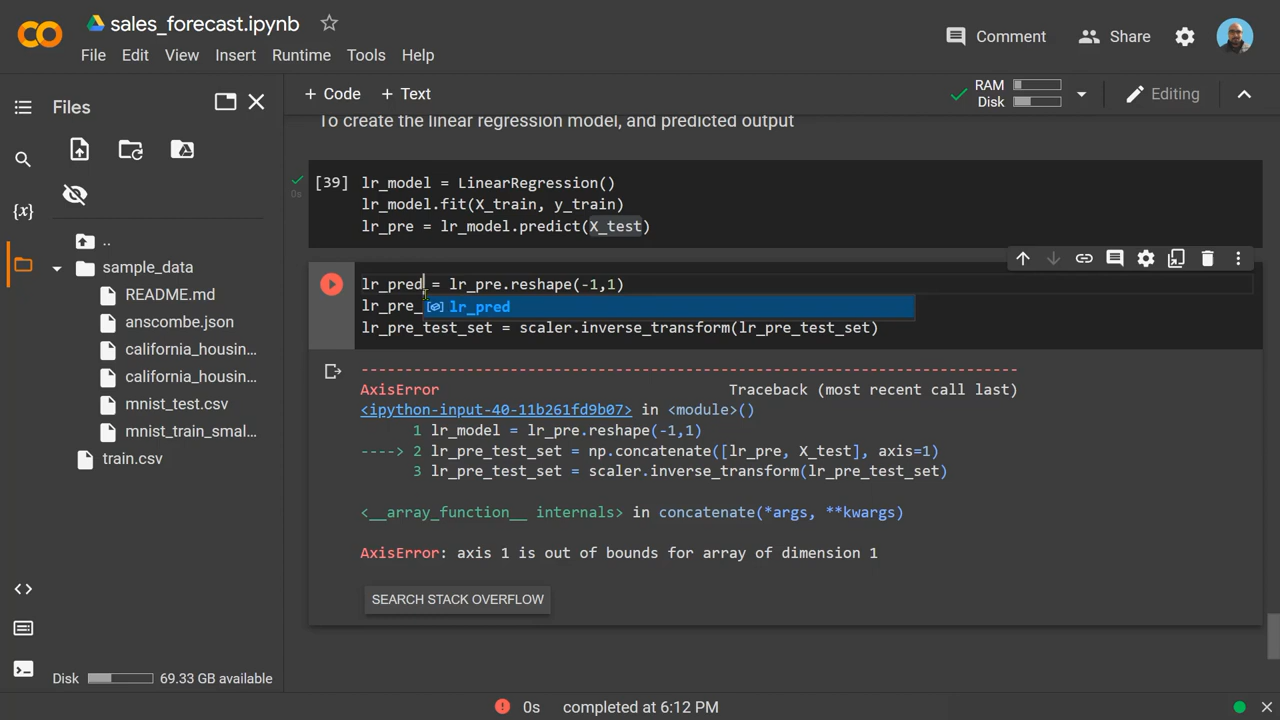 sales_forecast.ipynb
Comment
Share
File Edit View Insert Runtime Tools Help
Files
+ Code + Text
RAM
Disk
Editing
To create the linear regression model, and predicted output
{x}
[39] lr_model = LinearRegression()
0s
lr_model.fit(X_train, y_train)
lr_pre = lr_model.predict(X_test)
..
sample_data
README.md
anscombe.json
california_housin...
california_housin...
mnist_test.csv
mnist_train_smal...
train.csv
lr_pred = lr_pre.reshape(-1,1)
lr_pre_
lr_pred
lr_pre_test_set = scaler.inverse_transform(lr_pre_test_set)
AxisError Traceback (most recent call last)
<ipython-input-40-11b261fd9b07> in <module>()
1 lr_model = lr_pre.reshape(-1,1)
----> 2 lr_pre_test_set = np.concatenate([lr_pre, X_test], axis=1)
3 lr_pre_test_set = scaler.inverse_transform(lr_pre_test_set)
<__array_function__ internals> in concatenate(*args, **kwargs)
AxisError: axis 1 is out of bounds for array of dimension 1
SEARCH STACK OVERFLOW
Disk 69.33 GB available
0s completed at 6:12 PM